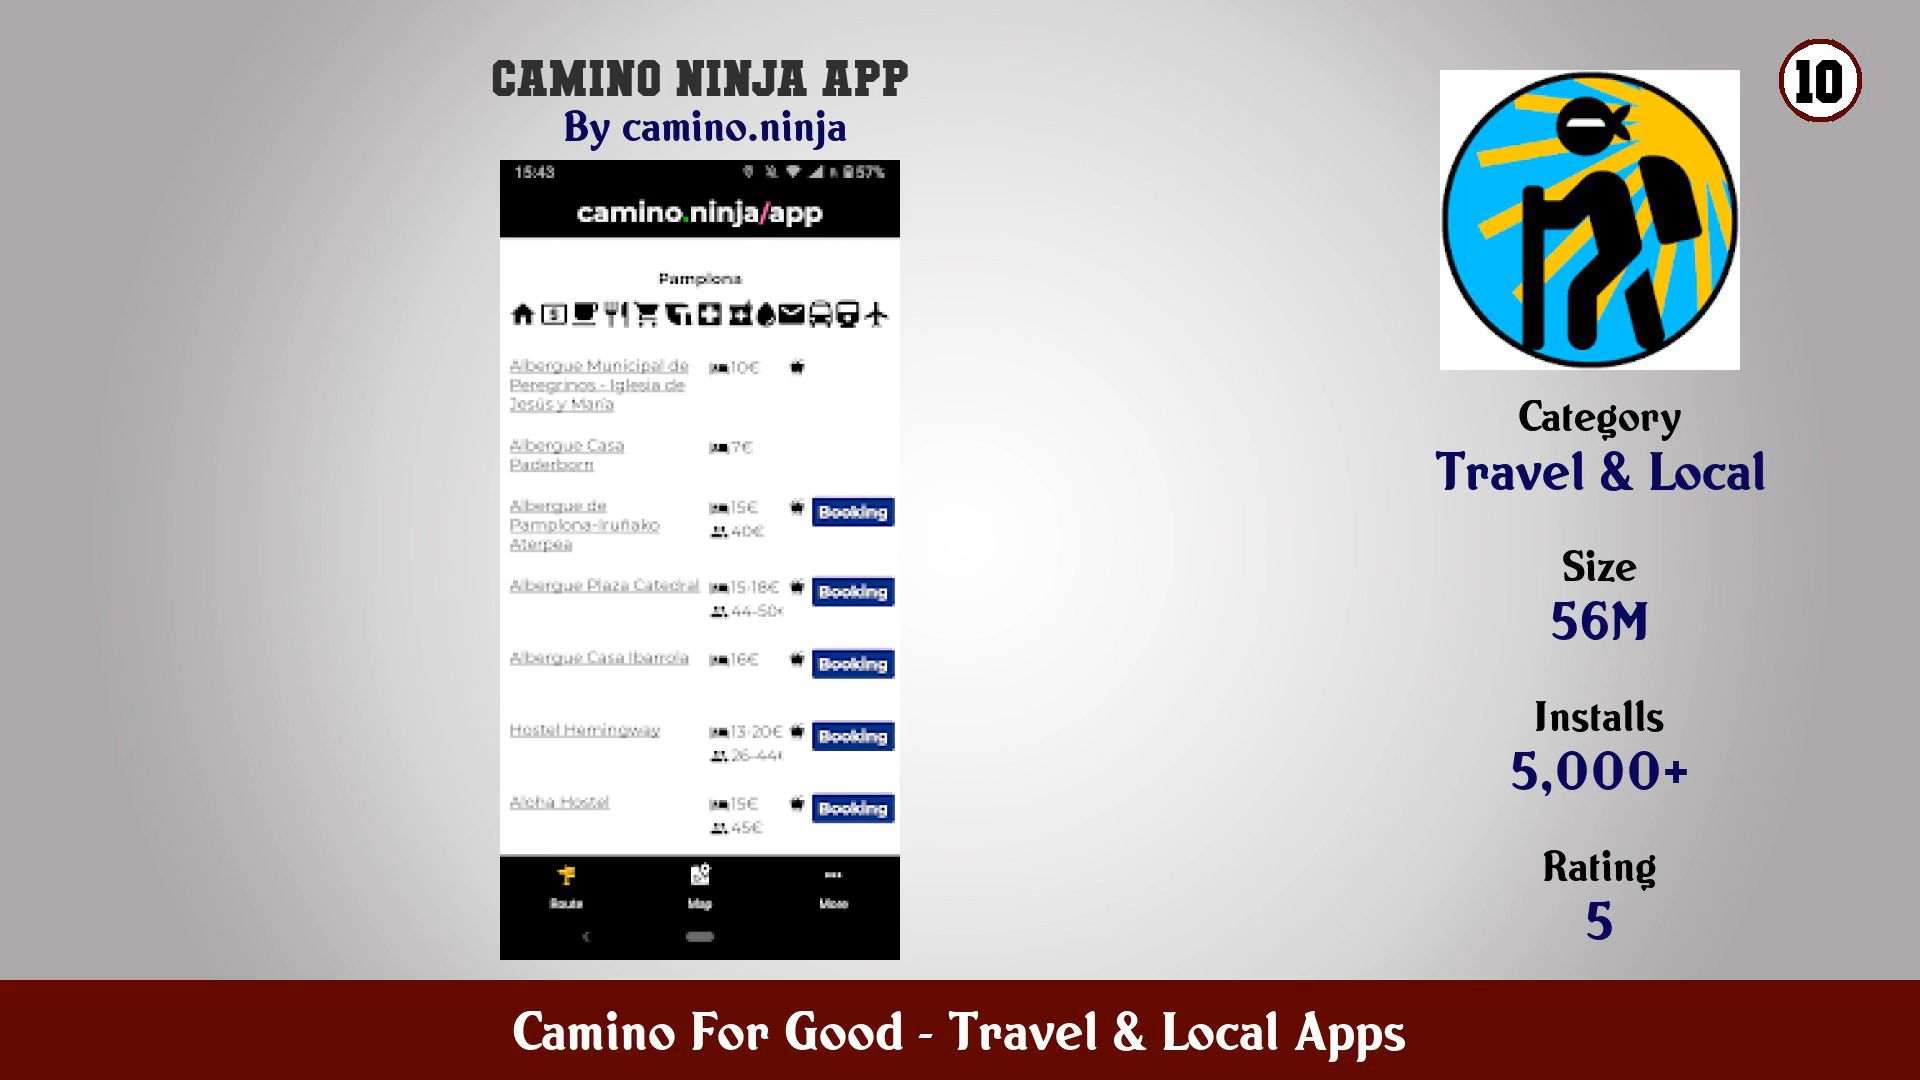 CAMINO NINJA APP
By camino.ninja
10
15:43
57%
camino.ninja/app
Pamplona
Albergue Municipal de
Peregrinos - Iglesia de
Jesús y María
10€
Albergue Casa
Paderborn
7€
Albergue de
Pamplona-Iruñako
Aterpea
15€
40€
Booking
Albergue Plaza Catedral
15-18€
44-50€
Booking
Albergue Casa Ibarrola
16€
Booking
Hostel Hemingway
13-20€
26-44€
Booking
Aloha Hostel
15€
45€
Booking
Route
Map
More
Category
Travel & Local
Size
56M
Installs
5,000+
Rating
5
Camino For Good - Travel & Local Apps